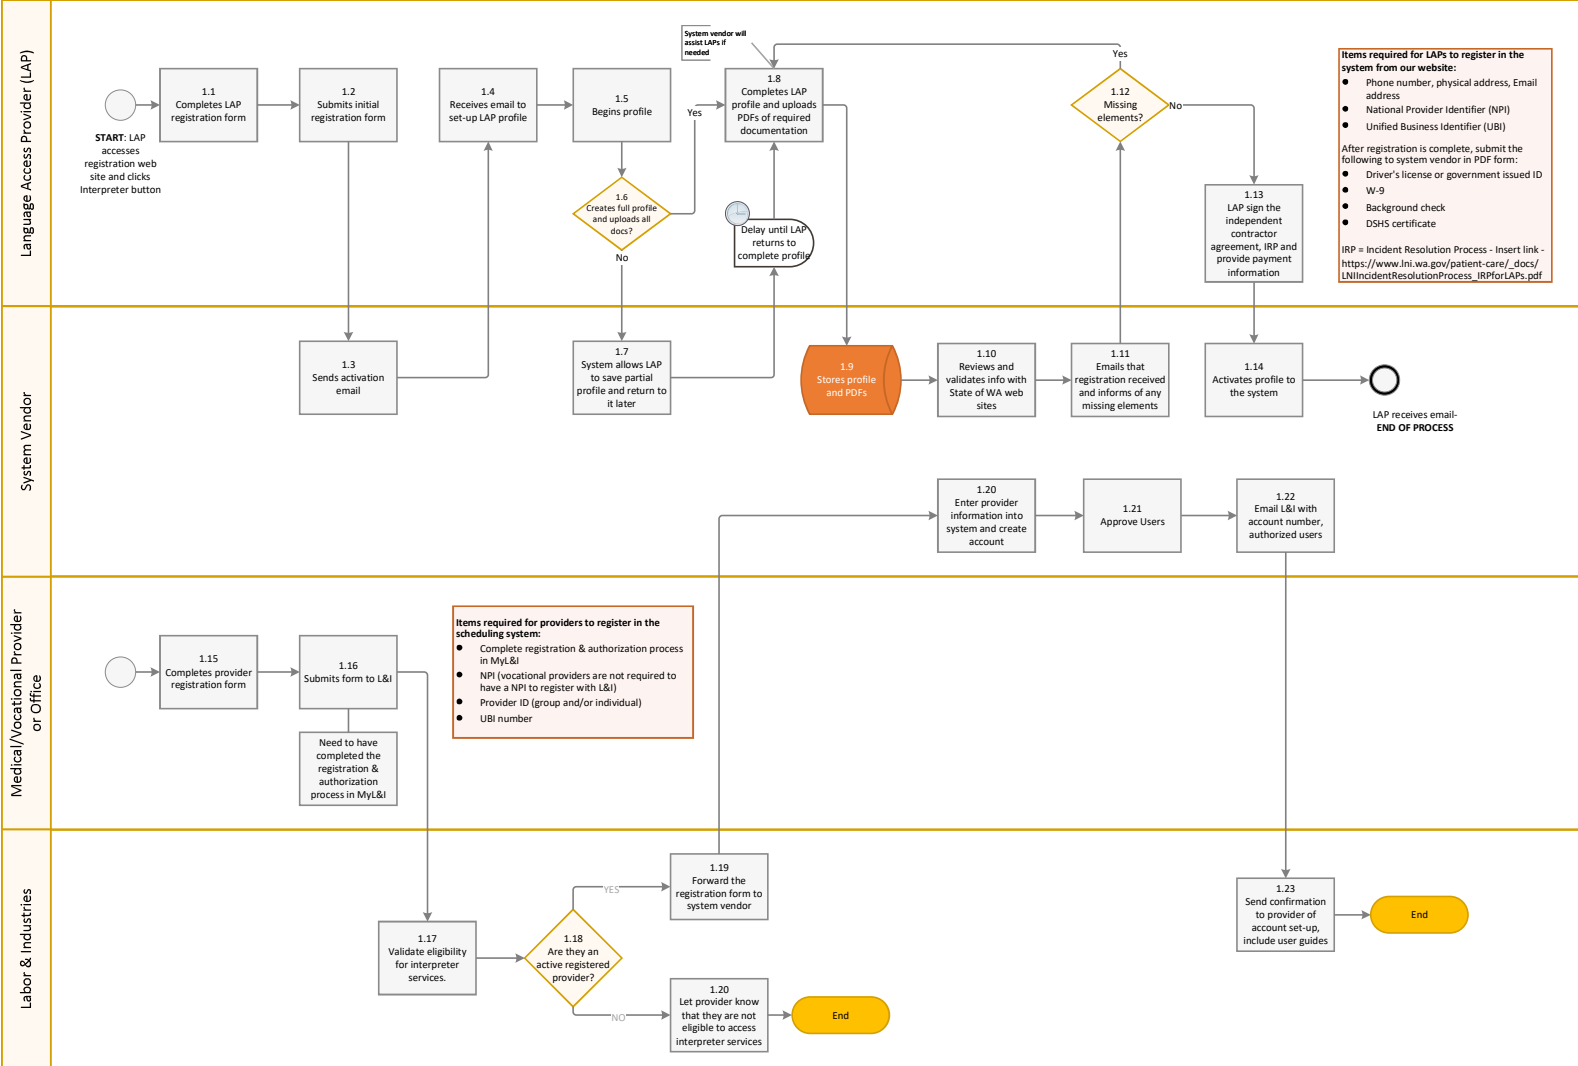 Language Access Provider (LAP)
START: LAP
accesses
registration web
site and clicks
Interpreter button
1.1
Completes LAP
registration form
1.2
Submits initial
registration form
1.4
Receives email to
set-up LAP profile
1.5
Begins profile
1.6
Creates full profile
and uploads all
docs?
Yes
No
System vendor will
assist LAPs if
needed
1.8
Completes LAP
profile and uploads
PDFs of required
documentation
Delay until LAP
returns to
complete profile
Yes
1.12
Missing
elements?
No
1.13
LAP sign the
independent
contractor
agreement, IRP and
provide payment
information
Items required for LAPs to register in the
system from our website:
● Phone number, physical address, Email
address
● National Provider Identifier (NPI)
● Unified Business Identifier (UBI)
After registration is complete, submit the
following to system vendor in PDF form:
● Driver's license or government issued ID
● W-9
● Background check
● DSHS certificate
IRP = Incident Resolution Process - Insert link -
https://www.lni.wa.gov/patient-care/_docs/
LNIIncidentResolutionProcess_IRPforLAPs.pdf
System Vendor
1.3
Sends activation
email
1.7
System allows LAP
to save partial
profile and return to
it later
1.9
Stores profile
and PDFs
1.10
Reviews and
validates info with
State of WA web
sites
1.11
Emails that
registration received
and informs of any
missing elements
1.14
Activates profile to
the system
LAP receives email-
END OF PROCESS
1.20
Enter provider
information into
system and create
account
1.21
Approve Users
1.22
Email L&I with
account number,
authorized users
Medical/Vocational Provider
or Office
1.15
Completes provider
registration form
1.16
Submits form to L&I
Need to have
completed the
registration &
authorization
process in MyL&I
Items required for providers to register in the
scheduling system:
● Complete registration & authorization process
in MyL&I
● NPI (vocational providers are not required to
have a NPI to register with L&I)
● Provider ID (group and/or individual)
● UBI number
Labor & Industries
1.17
Validate eligibility
for interpreter
services.
1.18
Are they an
active registered
provider?
YES
NO
1.19
Forward the
registration form to
system vendor
1.20
Let provider know
that they are not
eligible to access
interpreter services
End
1.23
Send confirmation
to provider of
account set-up,
include user guides
End